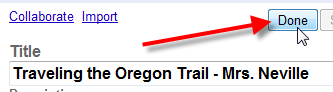 Collaborate Import Done
Title
Traveling the Oregon Trail - Mrs. Neville